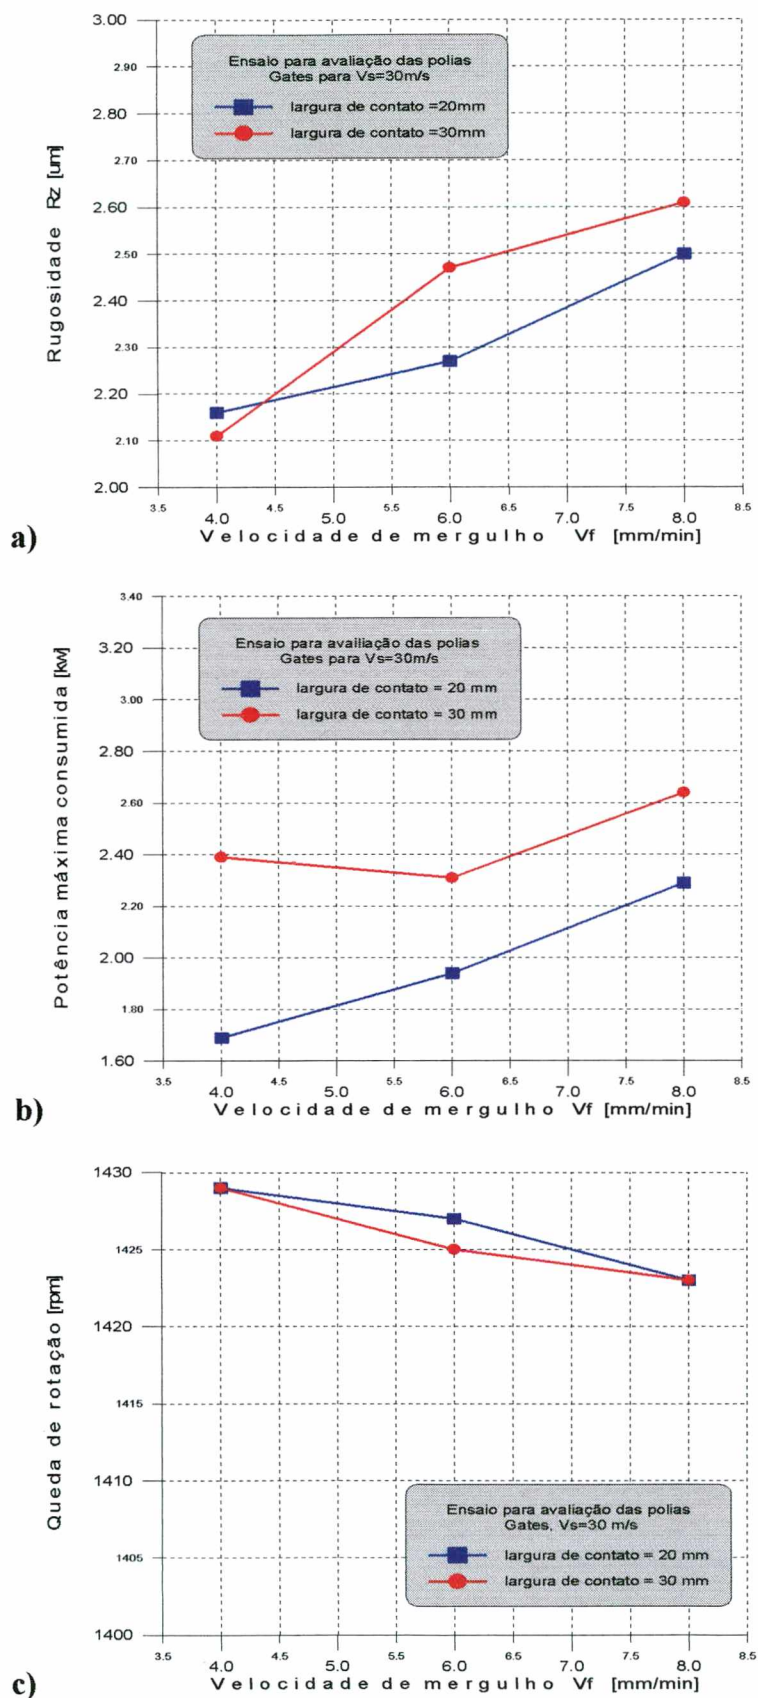 3.00
2.90
2.80
2.70
2.60
2.50
2.40
2.30
2.20
2.10
2.00
Rugosidade Rz [um]
Ensaio para avaliação das polias
Gates para Vs=30m/s
largura de contato =20mm
largura de contato =30mm
3.5 4.0 4.5 5.0 5.5 6.0 6.5 7.0 7.5 8.0 8.5
Velocidade de mergulho Vf [mm/min]
a)
3.40
3.20
3.00
2.80
2.60
2.40
2.20
2.00
1.80
1.60
Potência máxima consumida [kw]
Ensaio para availiação das polias
Gates para Vs=30m/s
largura de contato = 20 mm
largura de contato = 30 mm
3.5 4.0 4.5 5.0 5.5 6.0 6.5 7.0 7.5 8.0 8.5
Velocidade de mergulho Vf [mm/min]
b)
1430
1425
1420
1415
1410
1405
1400
Queda de rotação [rpm]
Ensaio para avaliação das polias
Gates, Vs=30 m/s
largura de contato = 20 mm
largura de contato = 30 mm
3.5 4.0 4.5 5.0 5.5 6.0 6.5 7.0 7.5 8.0 8.5
Velocidade de mergulho Vf [mm/min]
c)